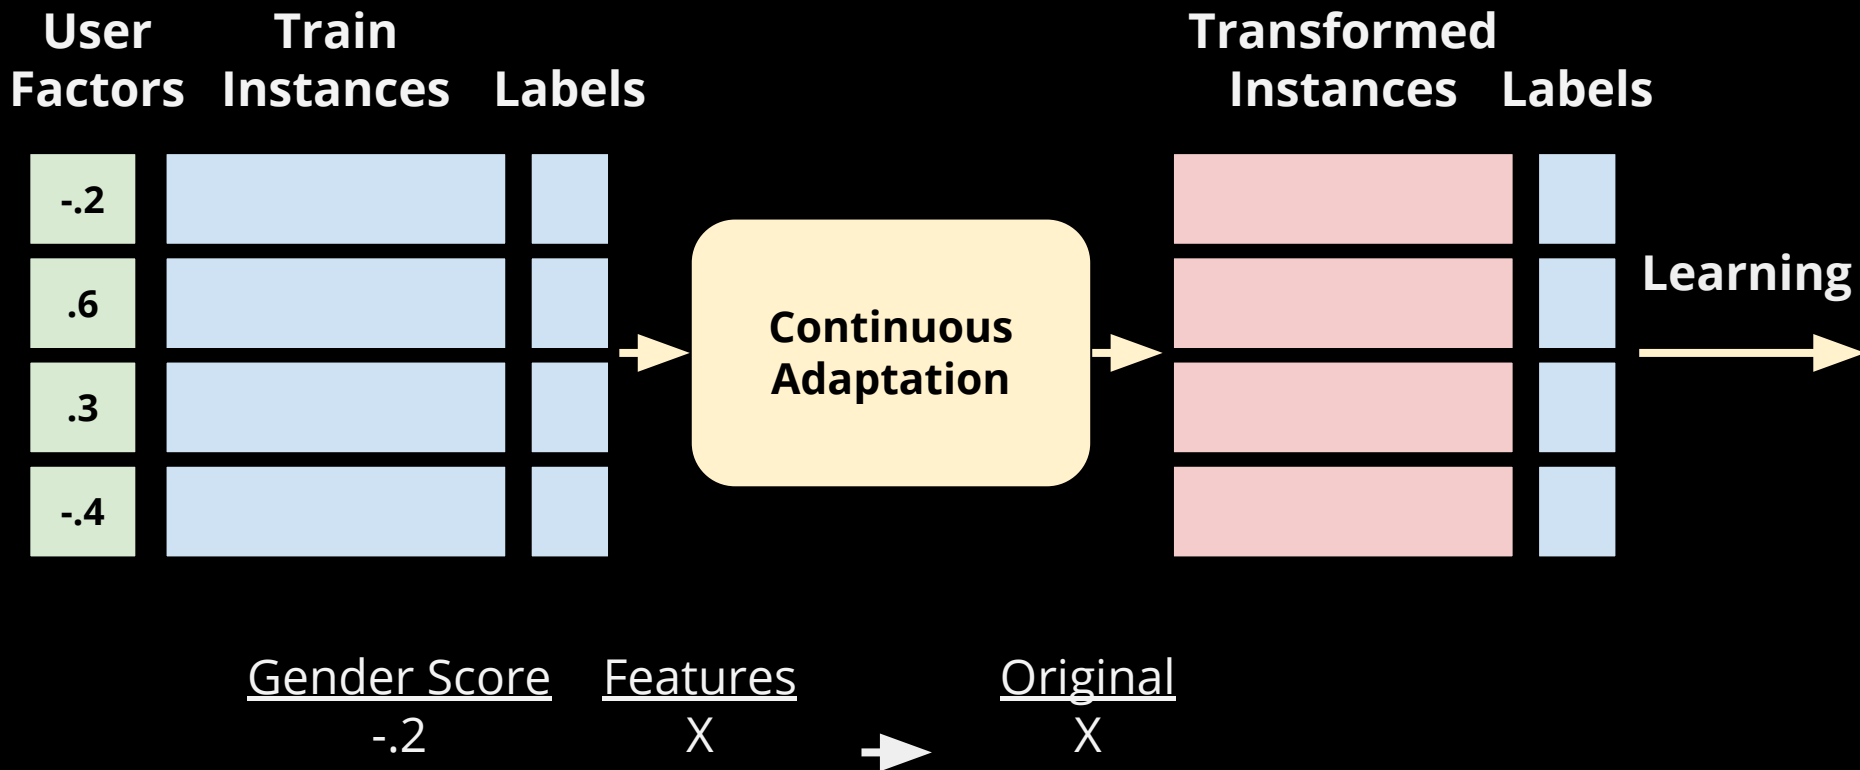 User
Factors
Train
Instances
Labels
Transformed
Instances
Labels
-.2
.6
.3
-.4
Continuous
Adaptation
Learning
Gender Score Features Original
-.2 X X